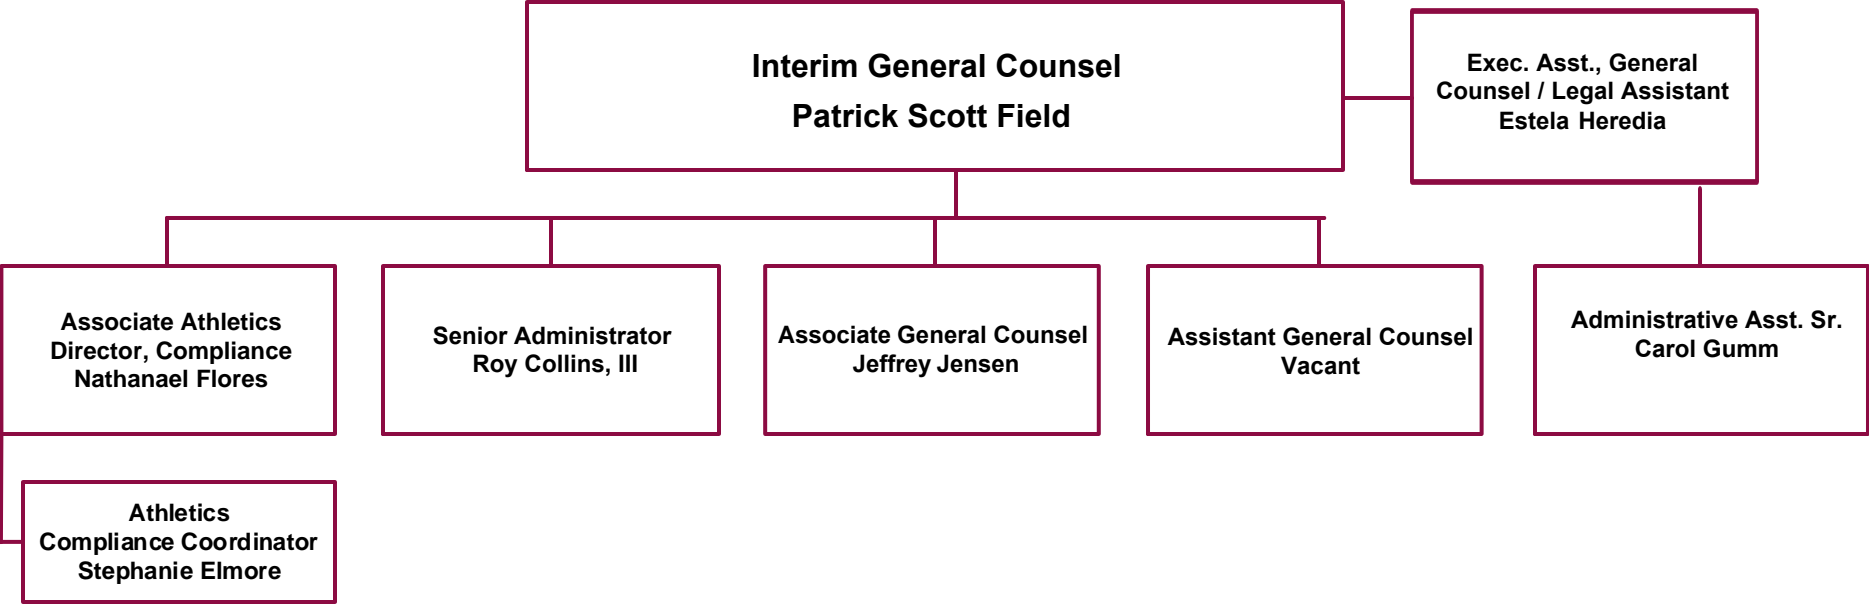 Interim General Counsel
Patrick Scott Field
Exec. Asst., General
Counsel / Legal Assistant
Estela Heredia
Associate Athletics
Director, Compliance
Nathanael Flores
Senior Administrator
Roy Collins, III
Associate General Counsel
Jeffrey Jensen
Assistant General Counsel
Vacant
Administrative Asst. Sr.
Carol Gumm
Athletics
Compliance Coordinator
Stephanie Elmore